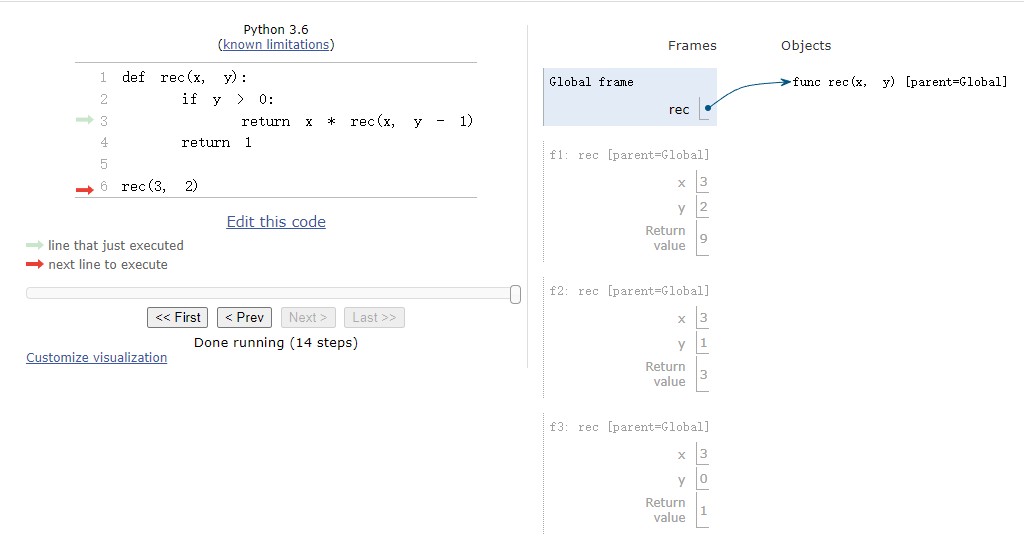 Python 3.6
(known limitations)
1 def rec(x, y):
2 if y > 0:
3 return x * rec(x, y - 1)
4 return 1
5
6 rec(3, 2)
Edit this code
line that just executed
next line to execute
<< First < Prev Next > Last >>
Done running (14 steps)
Customize visualization
Frames Objects
Global frame
rec
func rec(x, y) [parent=Global]
f1: rec [parent=Global]
x 3
y 2
Return
value 9
f2: rec [parent=Global]
x 3
y 1
Return
value 3
f3: rec [parent=Global]
x 3
y 0
Return
value 1